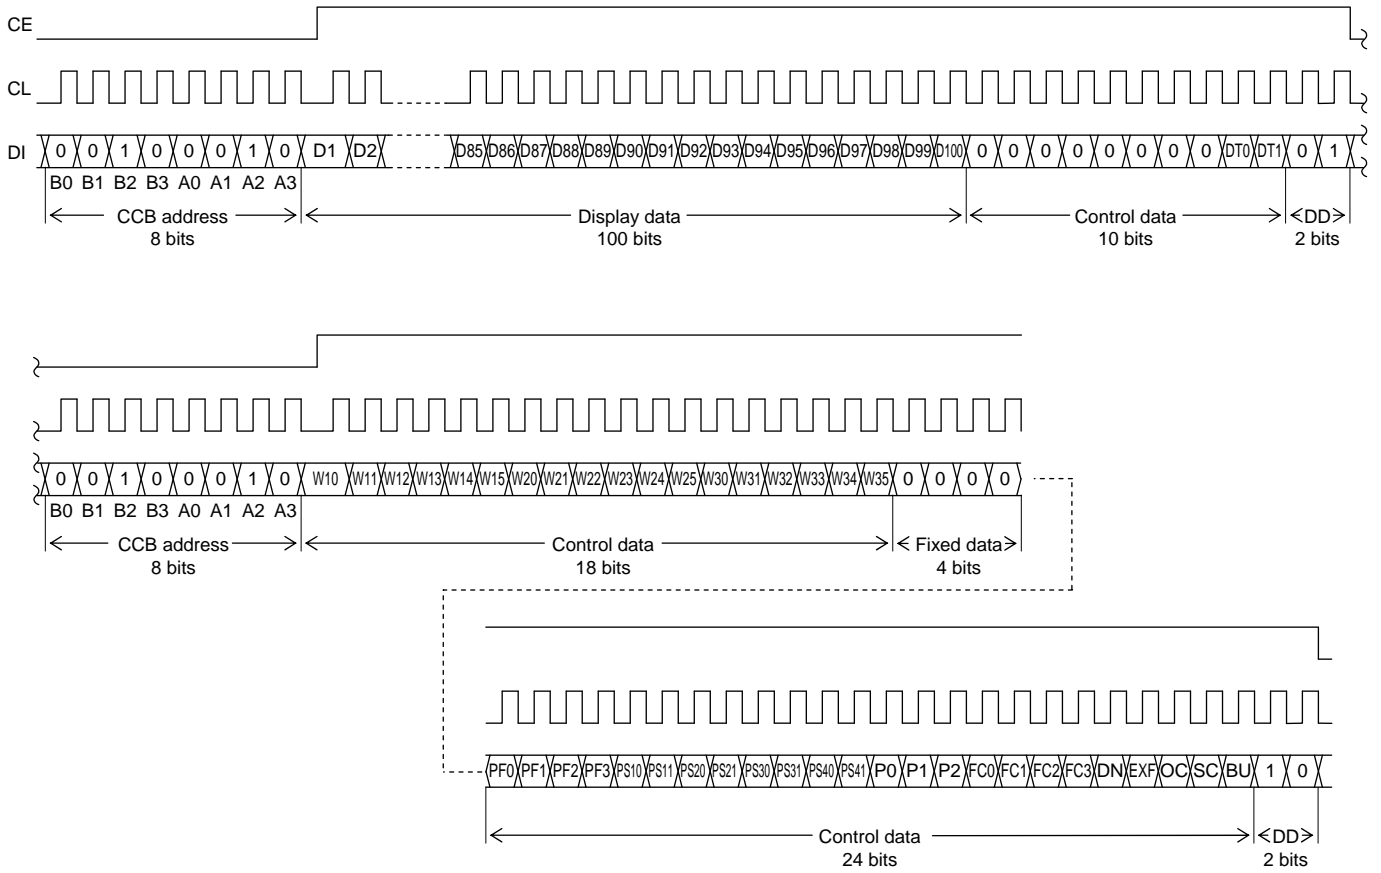 CE
CL
DI 0 0 1 0 0 0 1 0 D1 D2 D85 D86 D87 D88 D89 D90 D91 D92 D93 D94 D95 D96 D97 D98 D99 D100 0 0 0 0 0 0 0 0 DT0 DT1 0 1
B0 B1 B2 B3 A0 A1 A2 A3
CCB address Display data Control data DD
8 bits 100 bits 10 bits 2 bits
0 0 1 0 0 0 1 0 W10 W11 W12 W13 W14 W15 W20 W21 W22 W23 W24 W25 W30 W31 W32 W33 W34 W35 0 0 0 0
B0 B1 B2 B3 A0 A1 A2 A3
CCB address Control data Fixed data
8 bits 18 bits 4 bits
PF0 PF1 PF2 PF3 PS10 PS11 PS20 PS21 PS30 PS31 PS40 PS41 P0 P1 P2 FC0 FC1 FC2 FC3 DN EXF OC SC BU 1 0
Control data DD
24 bits 2 bits